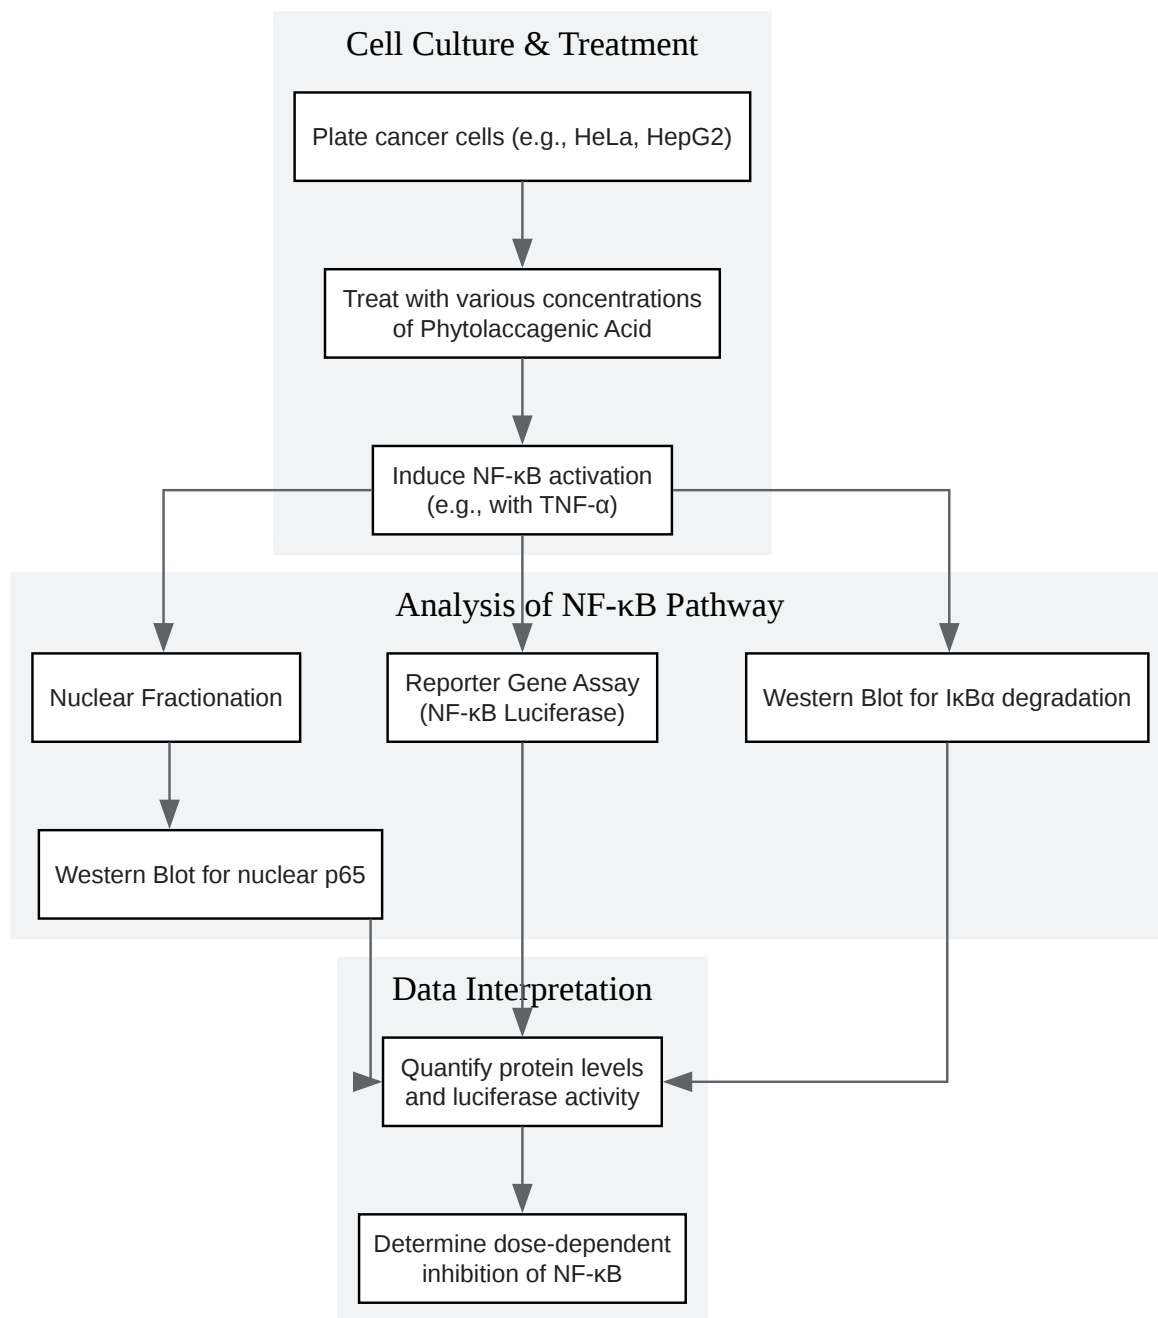 Cell Culture & Treatment
Plate cancer cells (e.g., HeLa, HepG2)
Treat with various concentrations
of Phytolaccagenic Acid
Induce NF-κB activation
(e.g., with TNF-α)
Analysis of NF-κB Pathway
Nuclear Fractionation
Reporter Gene Assay
(NF-κB Luciferase)
Western Blot for IκBα degradation
Western Blot for nuclear p65
Data Interpretation
Quantify protein levels
and luciferase activity
Determine dose-dependent
inhibition of NF-κB